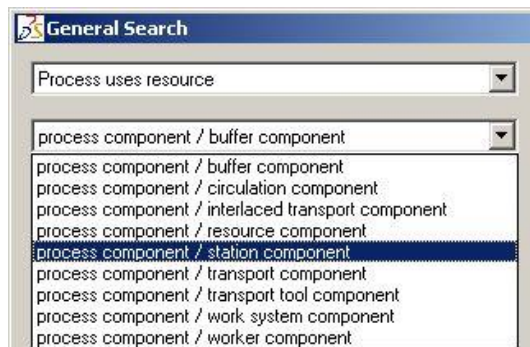 General Search
Process uses resource
process component / buffer component
process component / buffer component
process component / circulation component
process component / interlaced transport component
process component / resource component
process component / station component
process component / transport component
process component / transport tool component
process component / work system component
process component / worker component